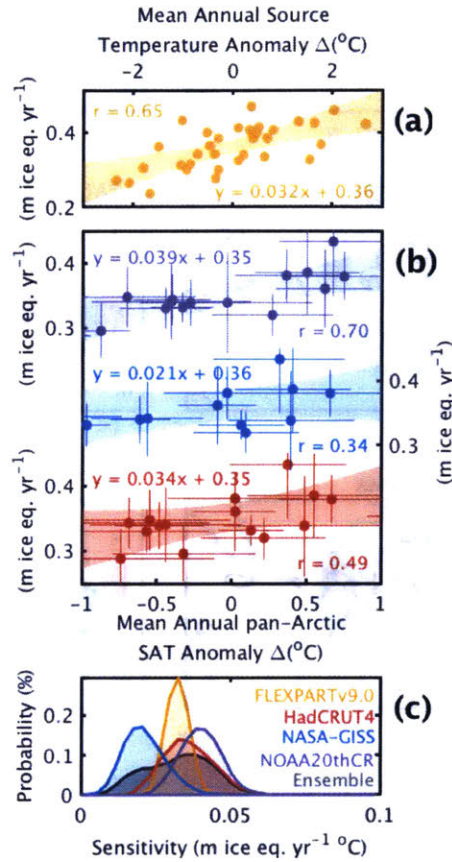 Mean Annual Source
Temperature Anomaly Δ(°C)
-2 0 2
(a)
(m ice eq. yr⁻¹)
0.4
0.2
r = 0.65
y = 0.032x + 0.36
(b)
(m ice eq. yr⁻¹)
0.4
0.3
y = 0.039x + 0.35
r = 0.70
y = 0.021x + 0.36
r = 0.34
0.4
0.3
(m ice eq. yr⁻¹)
(m ice eq. yr⁻¹)
0.4
0.3
y = 0.034x + 0.35
r = 0.49
-1 -0.5 0 0.5 1
Mean Annual pan-Arctic
SAT Anomaly Δ(°C)
(c)
Probability (%)
0.2
0.1
0
FLEXPARTv9.0
HadCRUT4
NASA-GISS
NOAA20thCR
Ensemble
0 0.05 0.1
Sensitivity (m ice eq. yr⁻¹ °C)